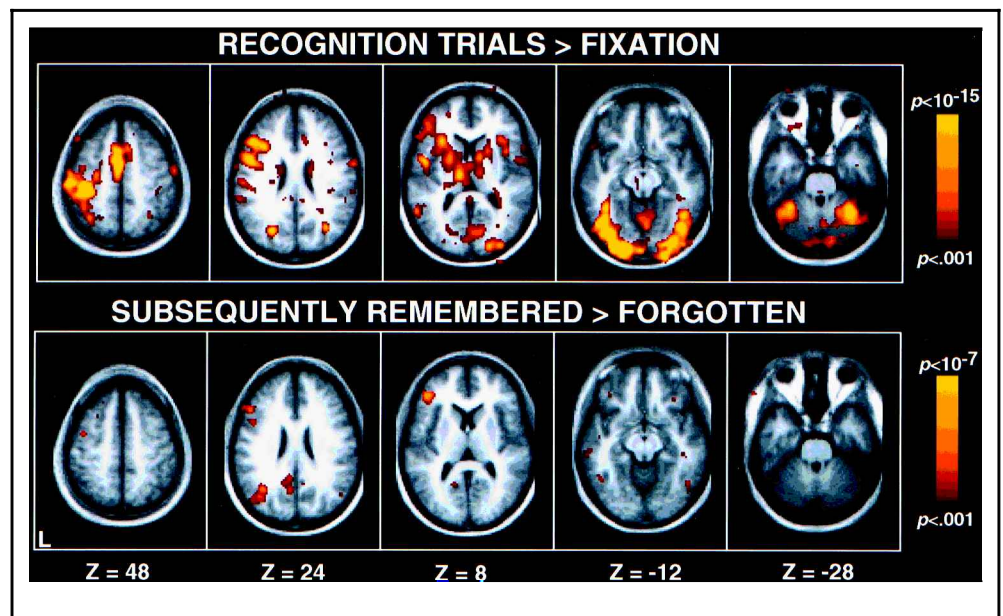 RECOGNITION TRIALS > FIXATION
p<10-15
p<.001
SUBSEQUENTLY REMEMBERED > FORGOTTEN
p<10-7
p<.001
L
Z = 48 Z = 24 Z = 8 Z = -12 Z = -28